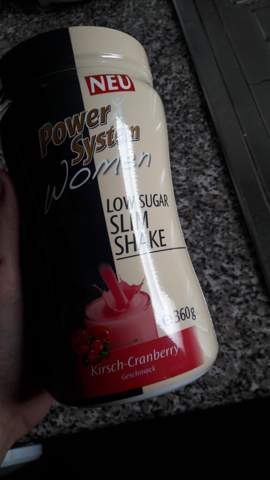 NEU
Power
System
Women
LOW SUGAR
SLIM
SHAKE
℮ 360g
Kirsch-Cranberry
Geschmack